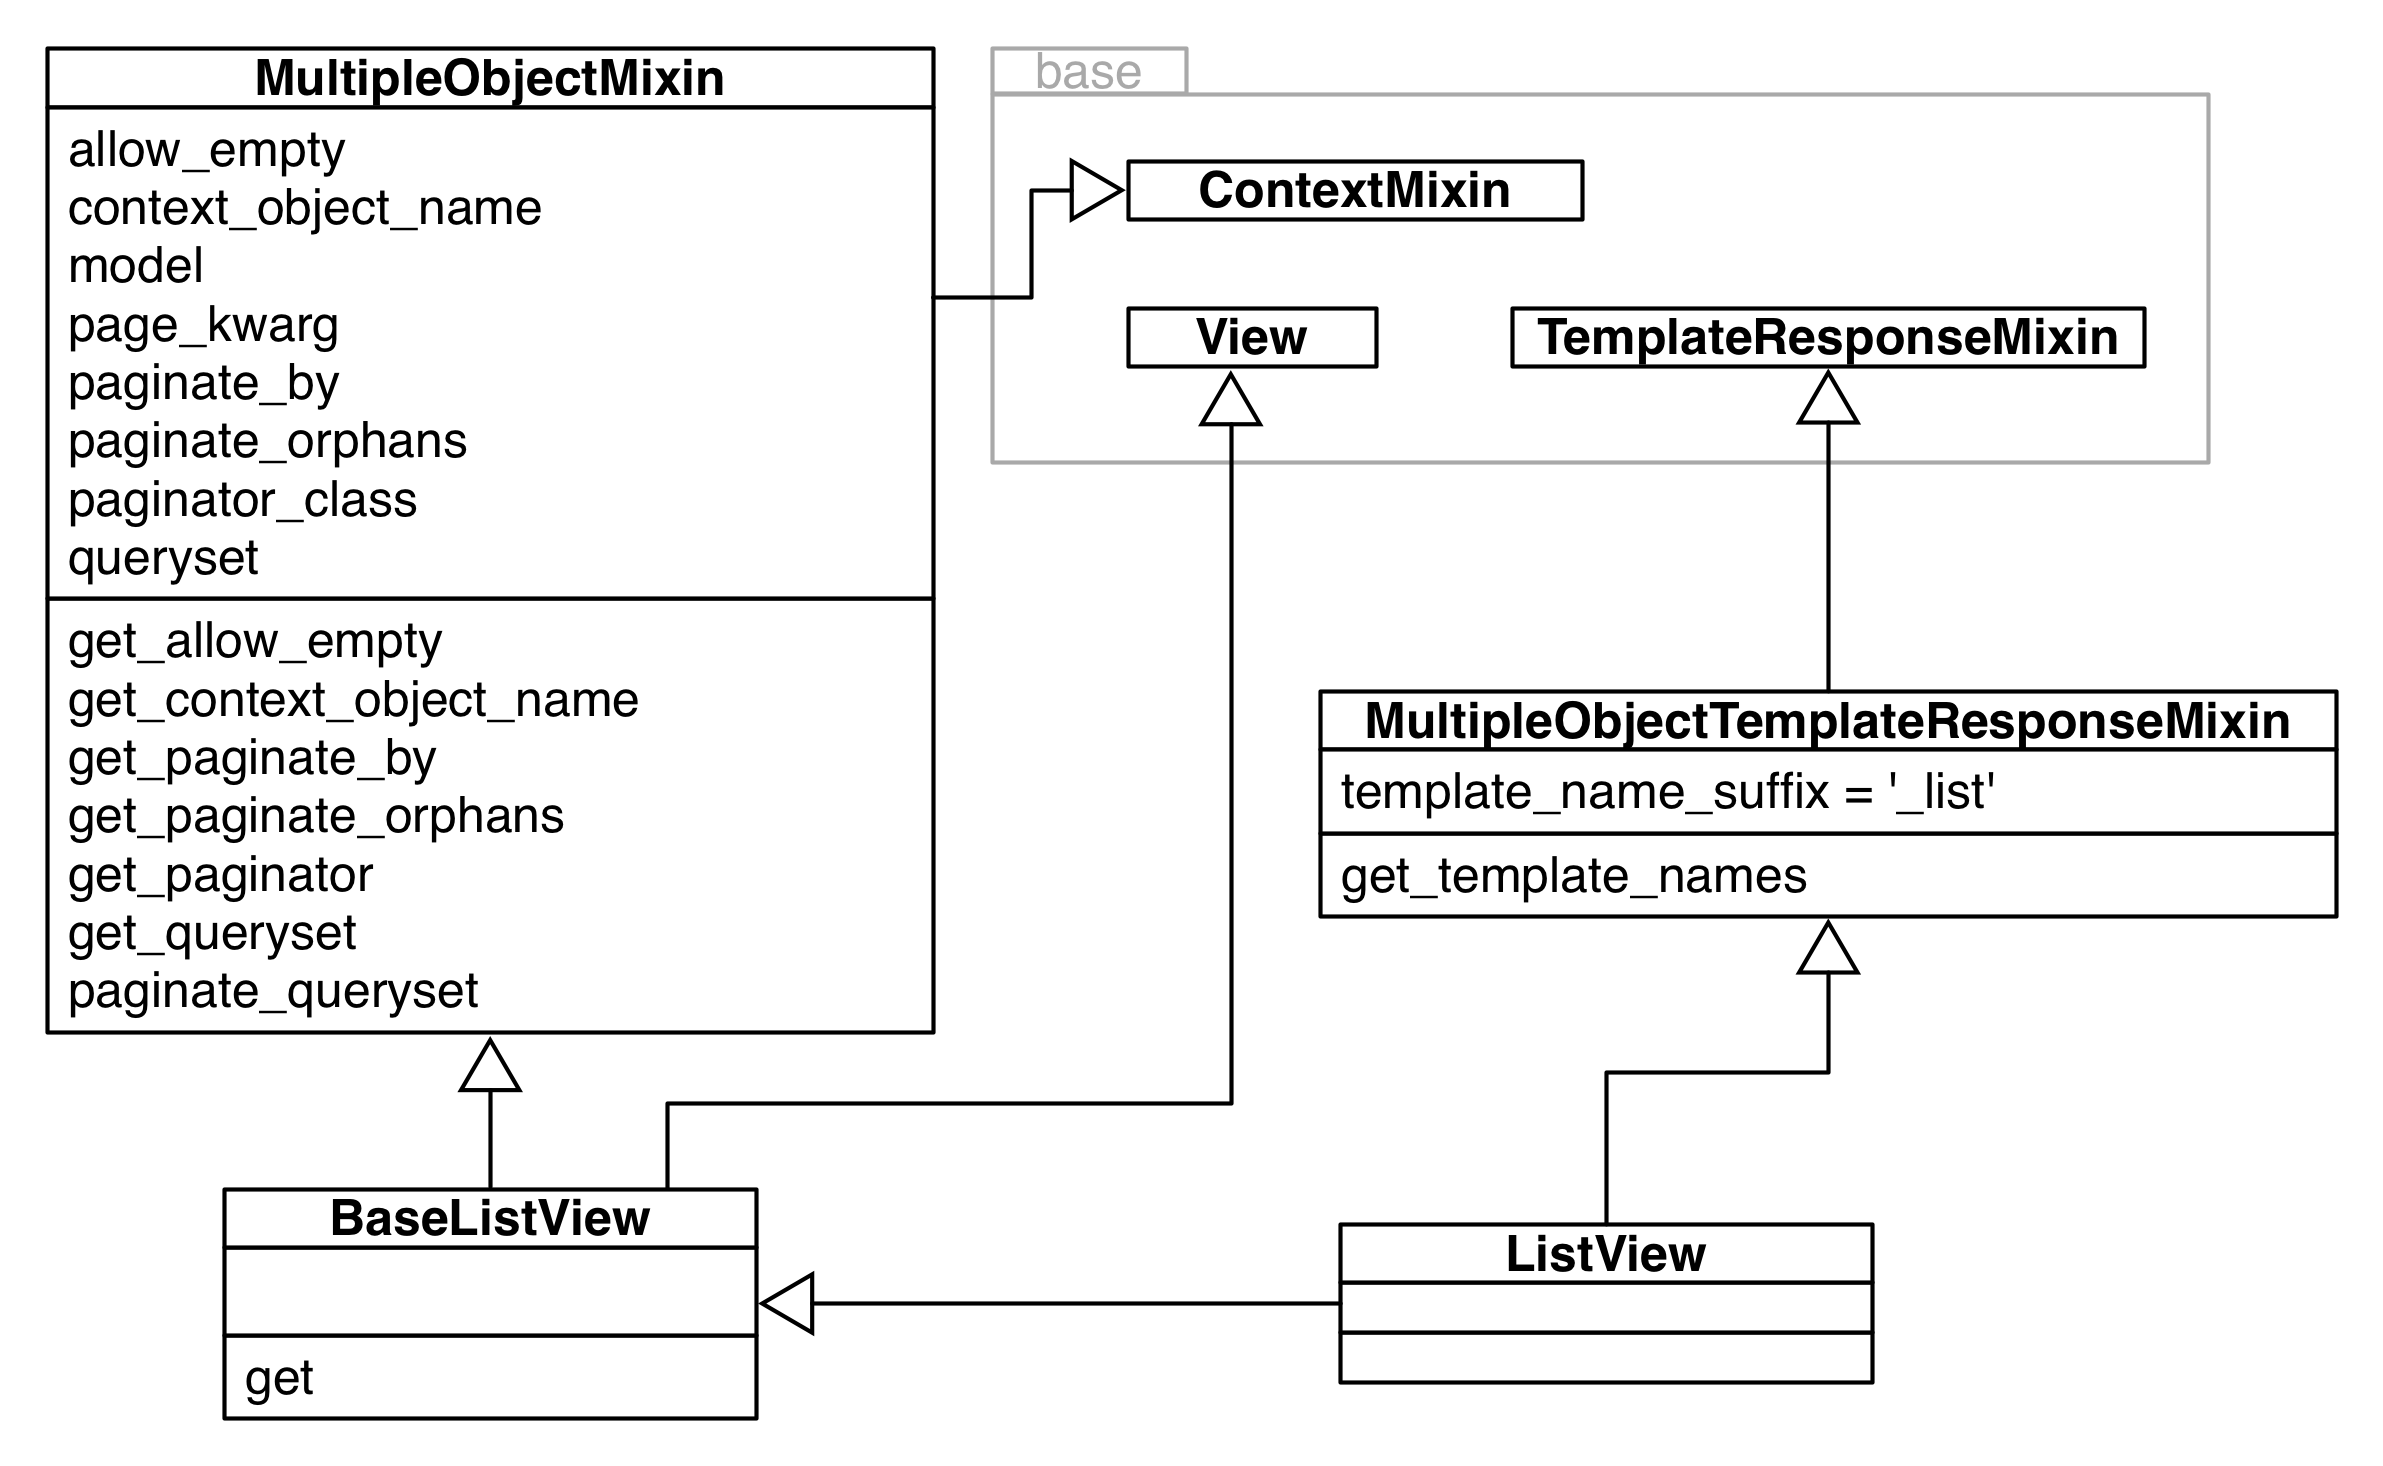 MultipleObjectMixin
allow_empty
context_object_name
model
page_kwarg
paginate_by
paginate_orphans
paginator_class
queryset
get_allow_empty
get_context_object_name
get_paginate_by
get_paginate_orphans
get_paginator
get_queryset
paginate_queryset
base
ContextMixin
View
TemplateResponseMixin
MultipleObjectTemplateResponseMixin
template_name_suffix = '_list'
get_template_names
BaseListView
get
ListView